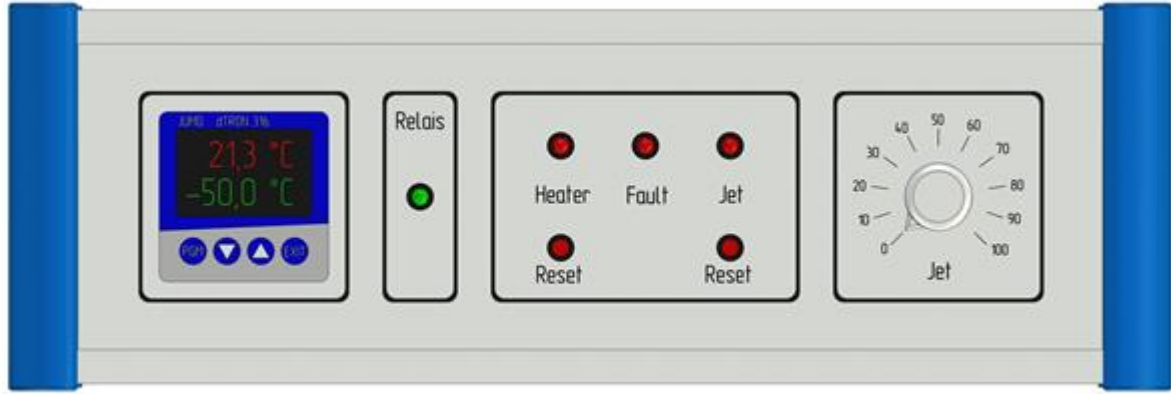 JUMO dTRON 316
21,3 °C
-50,0 °C
PGM EXIT
Relais
Heater Fault Jet
Reset Reset
0 10 20 30 40 50 60 70 80 90 100
Jet